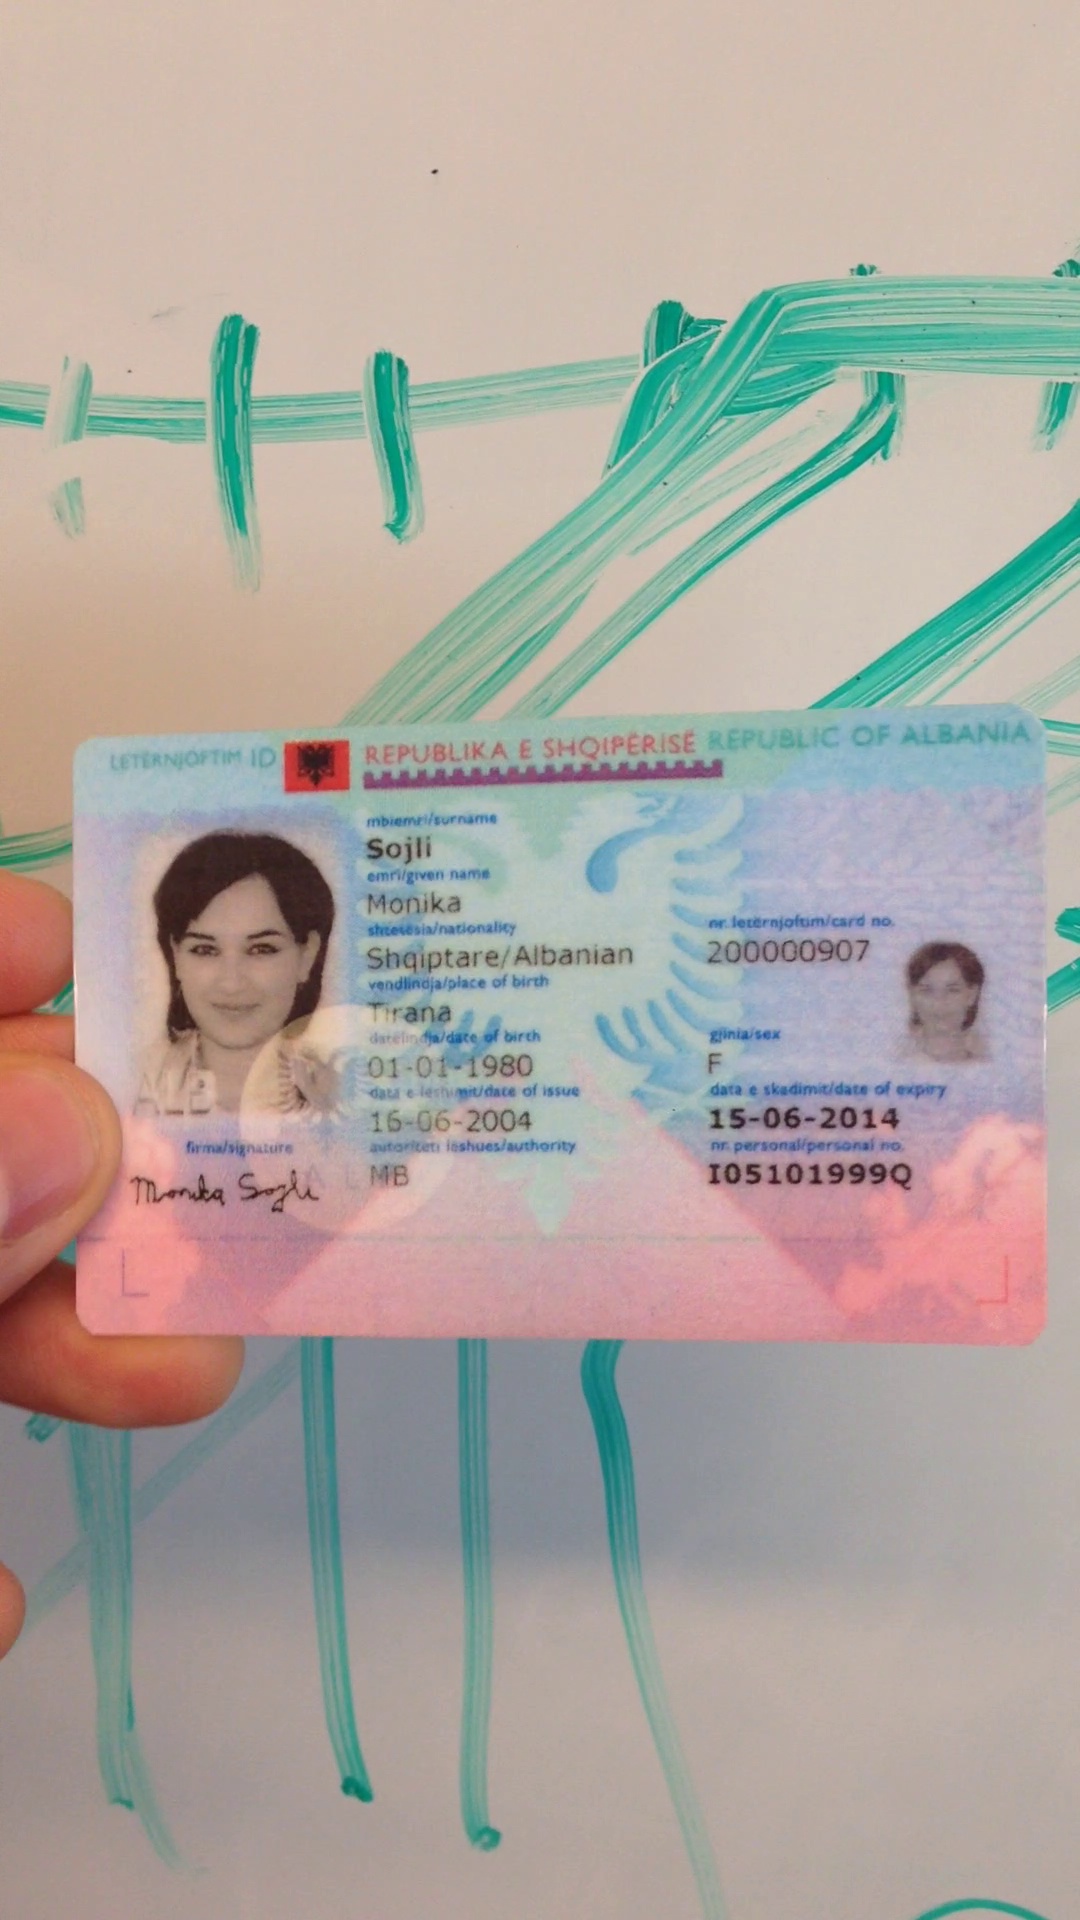 LETËRNJOFTIM ID REPUBLIKA E SHQIPËRISË REPUBLIC OF ALBANIA
mbiemri/surname
Sojli
emri/given name
Monika
shtetësia/nationality
Shqiptare/Albanian
nr. letërnjoftim/card no.
200000907
vendlindja/place of birth
Tirana
datëlindja/date of birth
01-01-1980
gjinia/sex
F
data e lëshimit/date of issue
16-06-2004
data e skadimit/date of expiry
15-06-2014
autoriteti lëshues/authority
MB
nr. personal/personal no.
I05101999Q
ALB
firma/signature
Monika Sojli